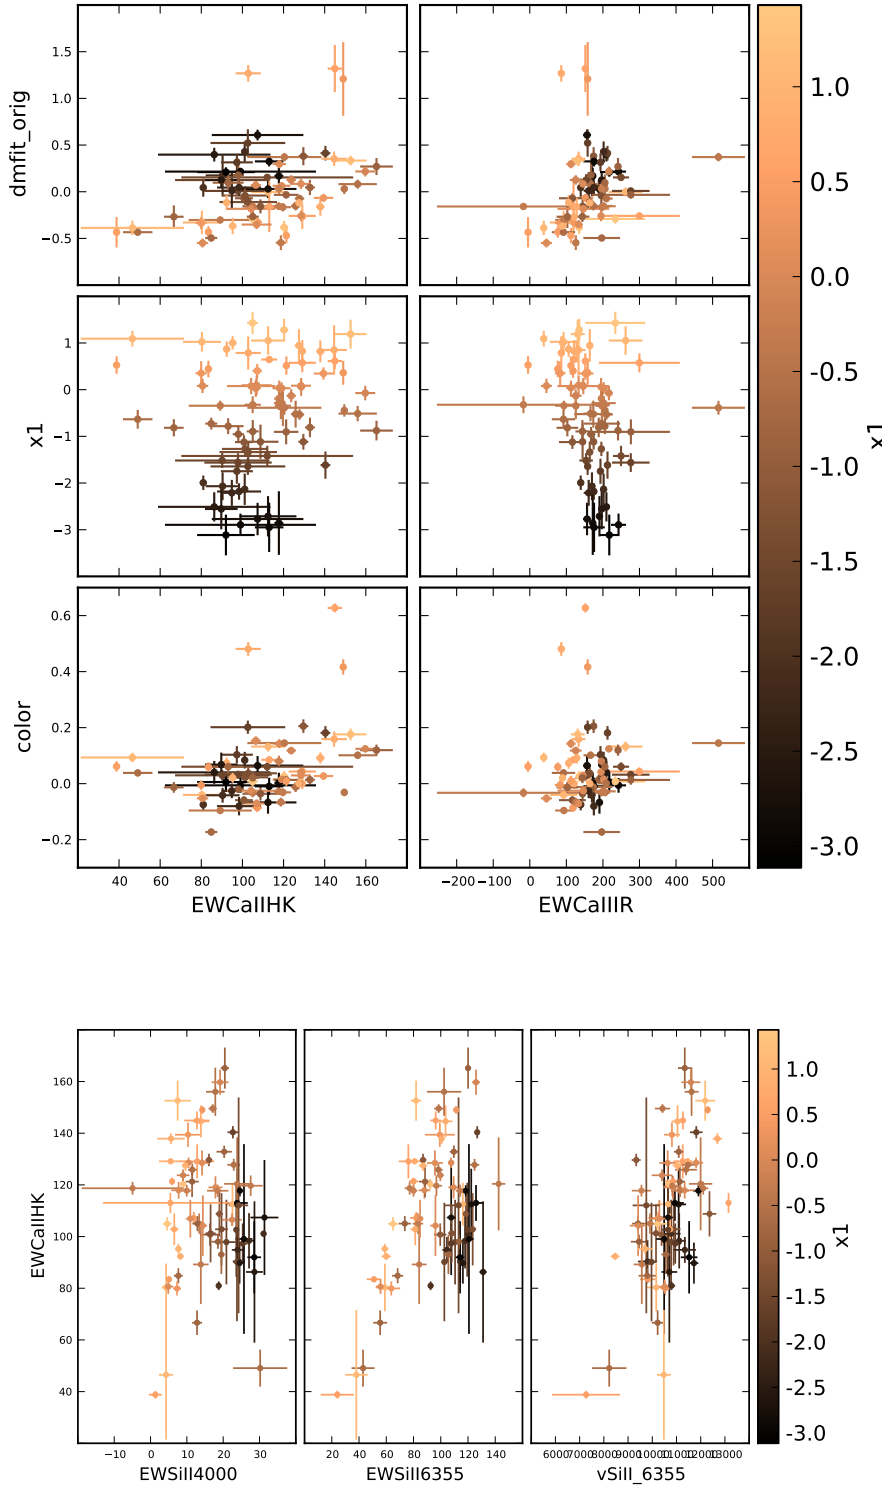 1.5
1.0
0.5
0.0
−0.5
dmfit_orig
1
0
−1
−2
−3
x1
0.6
0.4
0.2
0.0
−0.2
color
40 60 80 100 120 140 160
EWCaIIHK
−200 −100 0 100 200 300 400 500
EWCaIIIR
1.0
0.5
0.0
-0.5
-1.0
-1.5
-2.0
-2.5
-3.0
x1
x1
160
140
120
100
80
60
40
EWCaIIHK
−10 0 10 20 30
EWSiII4000
20 40 60 80 100 120 140
EWSiII6355
6000 7000 8000 9000 10000 11000 12000 13000
vSiII_6355
1.0
0.5
0.0
-0.5
-1.0
-1.5
-2.0
-2.5
-3.0
x1